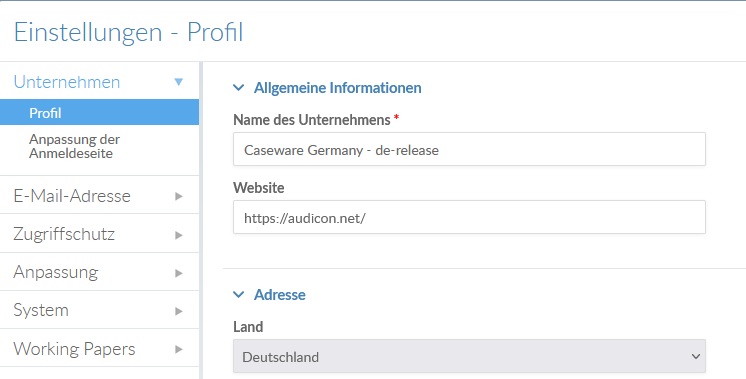 Einstellungen - Profil
Unternehmen
Profil
Anpassung der
Anmeldeseite
E-Mail-Adresse
Zugriffschutz
Anpassung
System
Working Papers
Allgemeine Informationen
Name des Unternehmens *
Caseware Germany - de-release
Website
https://audicon.net/
Adresse
Land
Deutschland